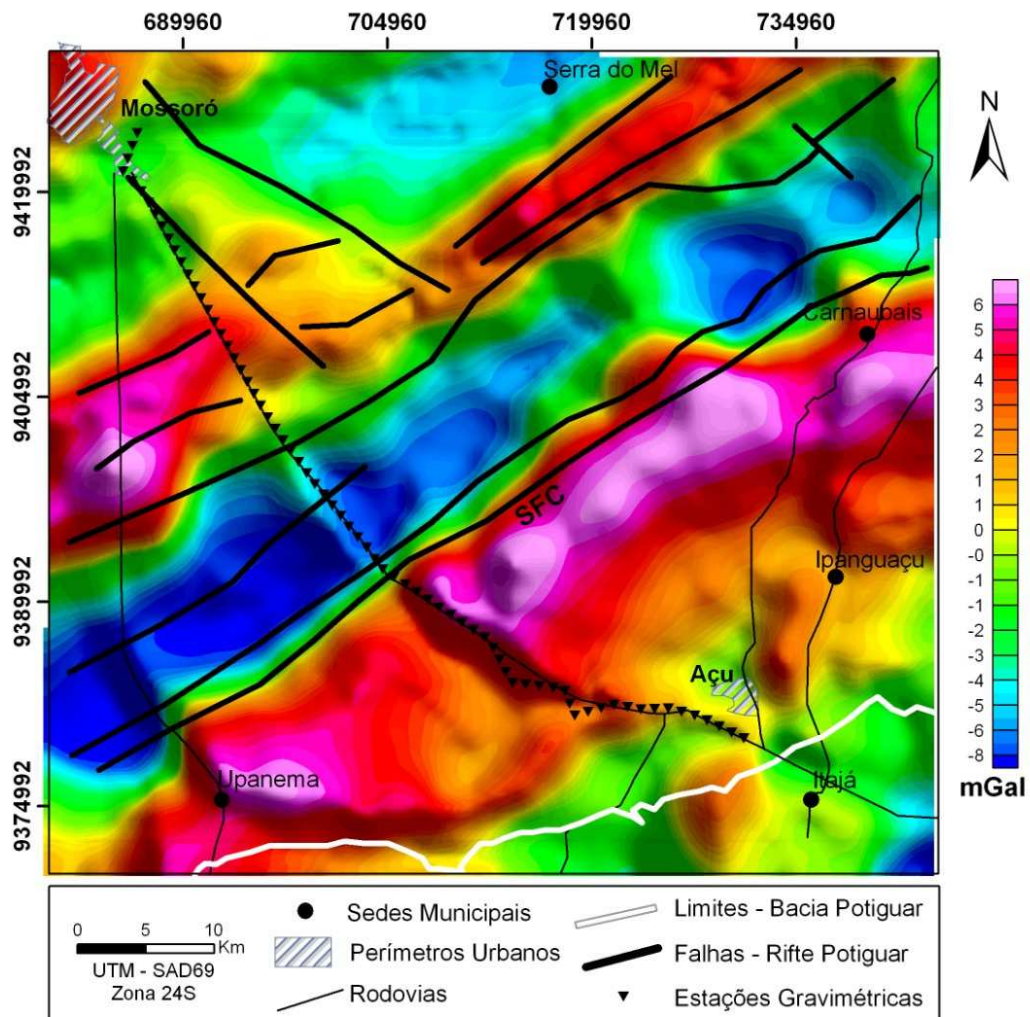 689960 704960 719960 734960
Serra do Mel
Mossoró
N
9419992
Carnaubais
6
5
4
3
2
1
0
-0
-1
-2
-3
-4
-5
-6
-8
mGal
9404992
SFC
9389992
Ipanguaçu
Açu
Upanema
Itajá
9374992
0 5 10
Km
UTM - SAD69
Zona 24S
Sedes Municipais
Perímetros Urbanos
Rodovias
Limites - Bacia Potiguar
Falhas - Rifte Potiguar
Estações Gravimétricas